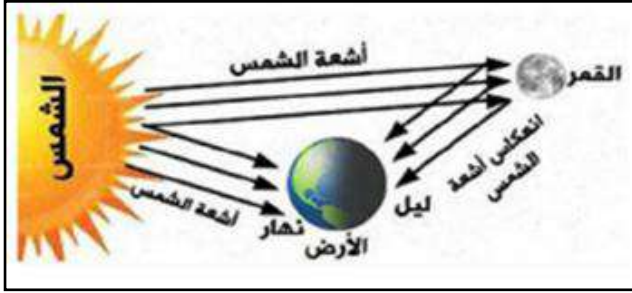 الشمس
أشعة الشمس
القمر
انعكاس أشعة
الشمس
أشعة الشمس
نهار
ليل
الأرض